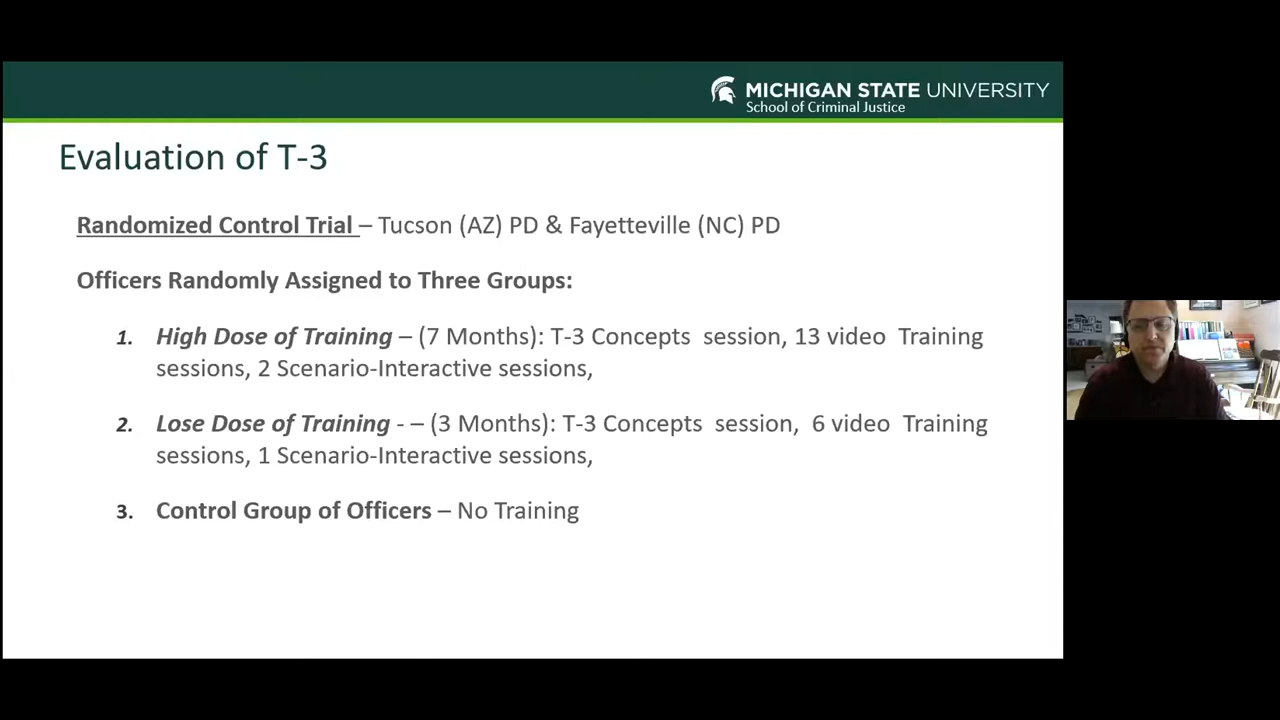 MICHIGAN STATE UNIVERSITY
School of Criminal Justice
Evaluation of T-3
Randomized Control Trial – Tucson (AZ) PD & Fayetteville (NC) PD
Officers Randomly Assigned to Three Groups:
1. High Dose of Training – (7 Months): T-3 Concepts session, 13 video Training
sessions, 2 Scenario-Interactive sessions,
2. Lose Dose of Training - – (3 Months): T-3 Concepts session, 6 video Training
sessions, 1 Scenario-Interactive sessions,
3. Control Group of Officers – No Training